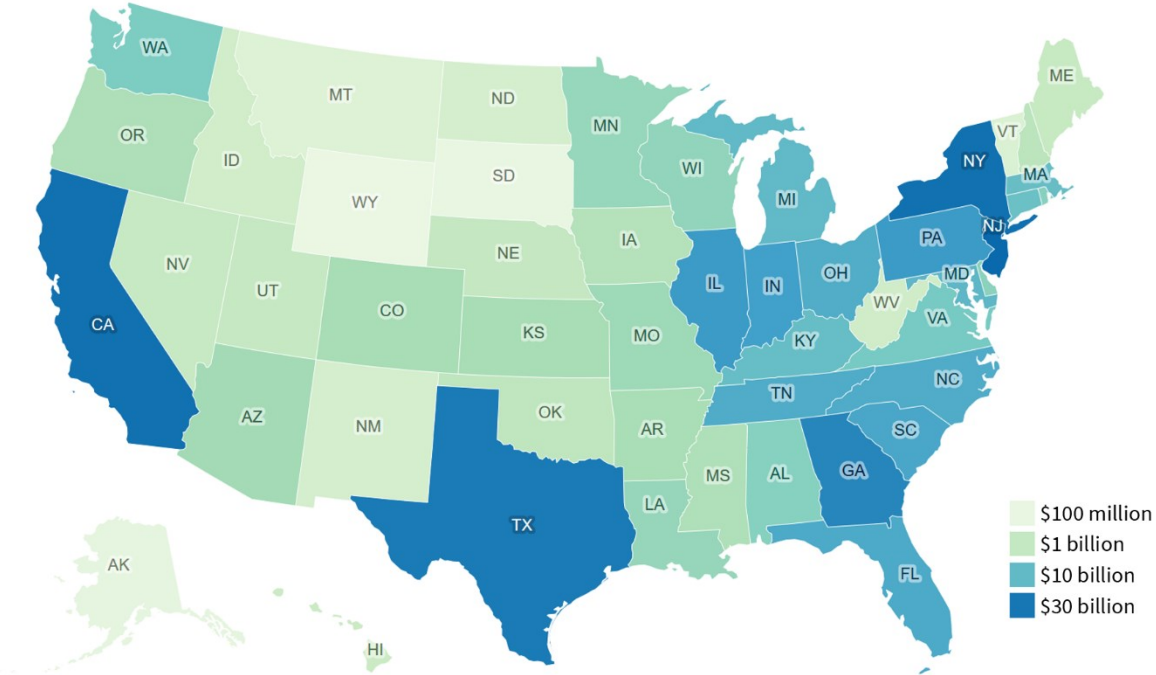 WA
MT
ND
ME
OR
MN
VT
ID
SD
WI
NY
MA
WY
MI
NJ
PA
NE
IA
NV
UT
IL
IN
OH
MD
CO
WV
VA
CA
KS
MO
KY
NC
TN
AZ
OK
NM
AR
SC
MS
AL
GA
LA
TX
AK
FL
HI
$100 million
$1 billion
$10 billion
$30 billion